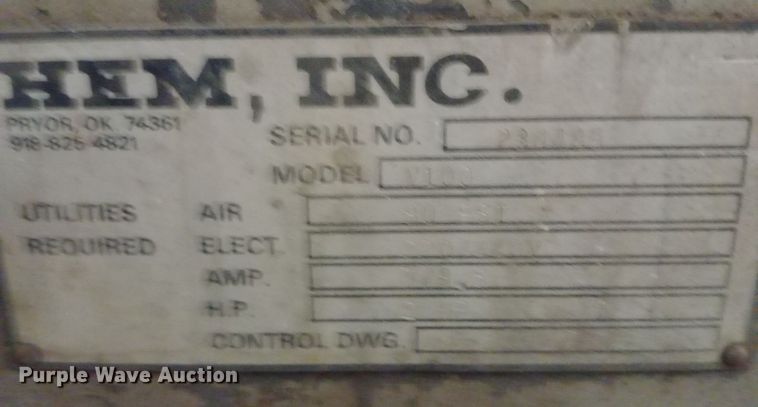 HEM, INC.
PRYOR, OK. 74361
918-825-4821
SERIAL NO.
MODEL V100
UTILITIES AIR
REQUIRED ELECT.
AMP.
H.P.
CONTROL DWG.
Purple Wave Auction